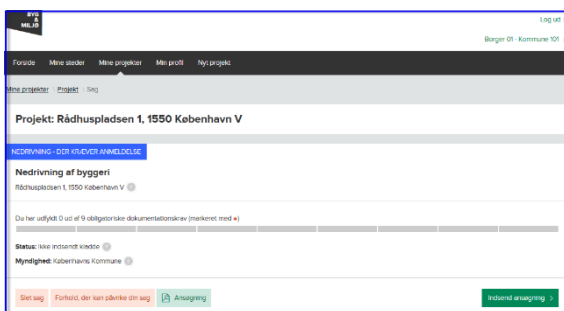 BYG
&
MILJØ
Log ud
Borger 01 - Kommune 101
Forside Mine steder Mine projekter Min profil Nyt projekt
Mine projekter \ Projekt \ Søg
Projekt: Rådhuspladsen 1, 1550 København V
NEDRIVNING - DER KRÆVER ANMELDELSE
Nedrivning af byggeri
Rådhuspladsen 1, 1550 København V
Du har udfyldt 0 ud af 9 obligatoriske dokumentationskrav (markeret med *)
Status: Ikke indsendt kladde
Myndighed: Københavns Kommune
Slet sag Forhold, der kan påvirke din sag Ansøgning Indsend ansøgning >